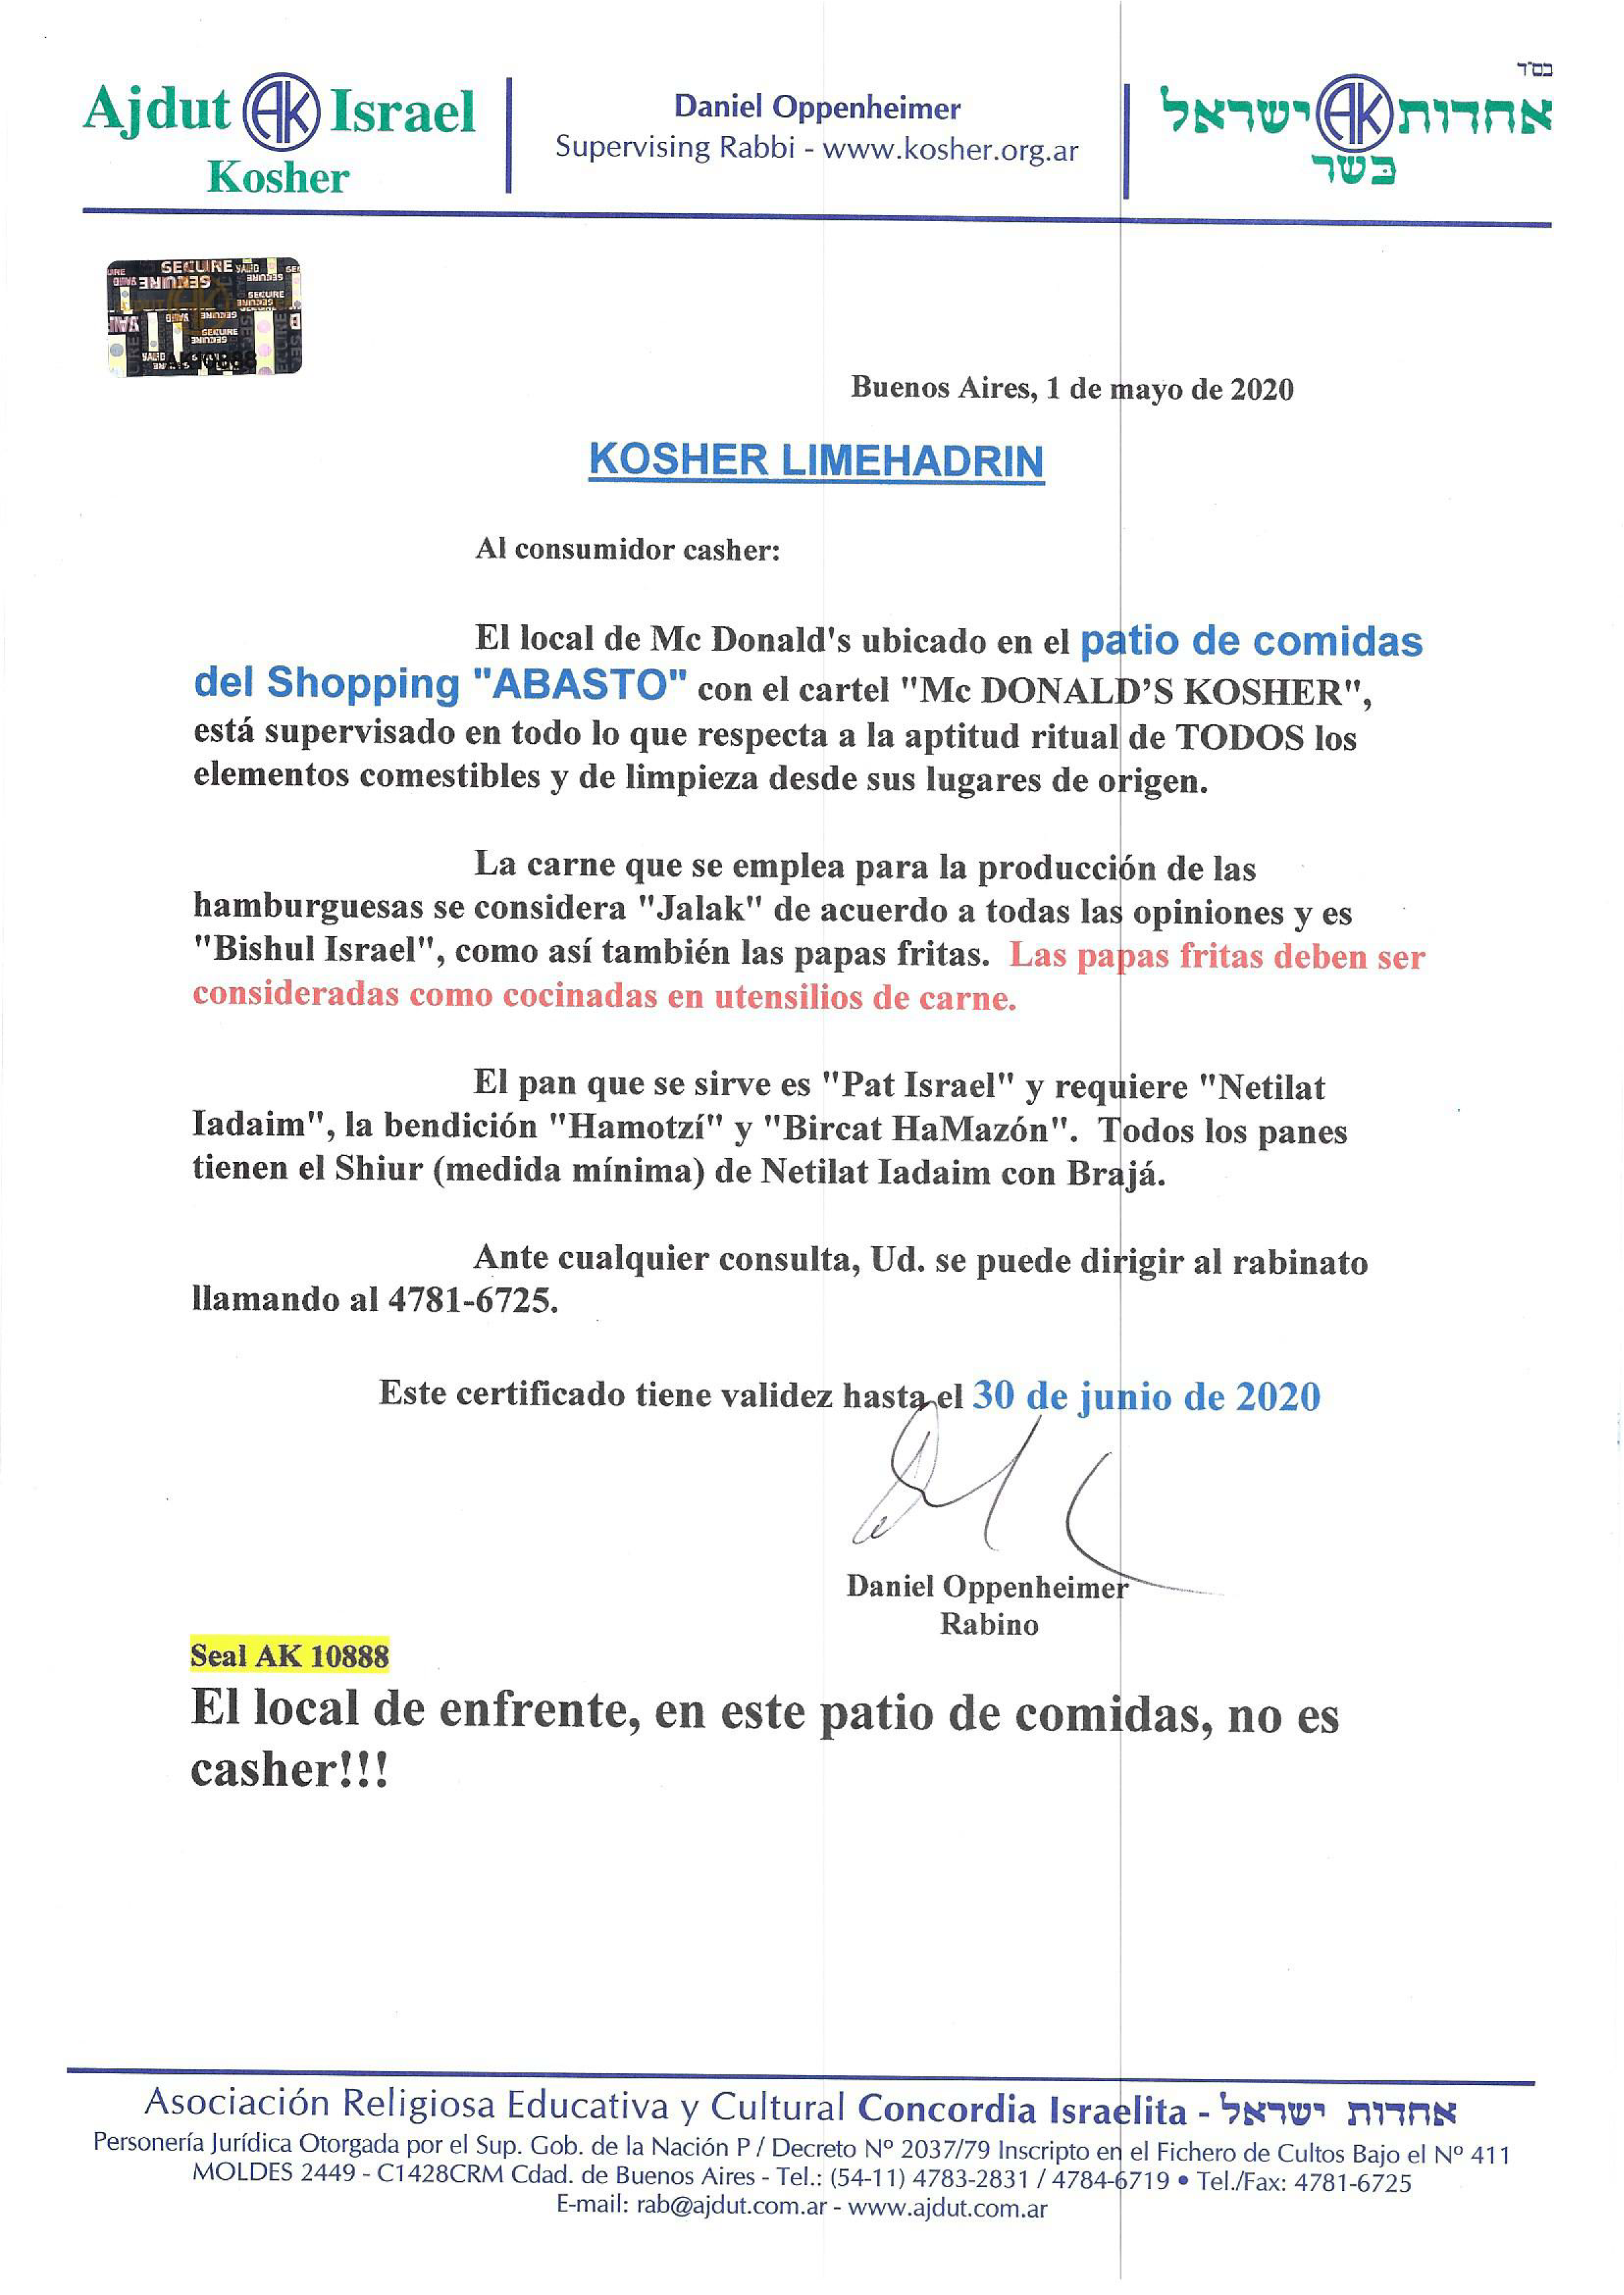 בס"ד
Ajdut AK Israel
Kosher
Daniel Oppenheimer
Supervising Rabbi - www.kosher.org.ar
אחדות AK ישראל
בשר
SECURE VALID
SECURE
AK10888
Buenos Aires, 1 de mayo de 2020
KOSHER LIMEHADRIN
Al consumidor casher:
El local de Mc Donald's ubicado en el patio de comidas
del Shopping "ABASTO" con el cartel "Mc DONALD’S KOSHER",
está supervisado en todo lo que respecta a la aptitud ritual de TODOS los
elementos comestibles y de limpieza desde sus lugares de origen.
La carne que se emplea para la producción de las
hamburguesas se considera "Jalak" de acuerdo a todas las opiniones y es
"Bishul Israel", como así también las papas fritas. Las papas fritas deben ser
consideradas como cocinadas en utensilios de carne.
El pan que se sirve es "Pat Israel" y requiere "Netilat
Iadaim", la bendición "Hamotzí" y "Bircat HaMazón". Todos los panes
tienen el Shiur (medida mínima) de Netilat Iadaim con Brajá.
Ante cualquier consulta, Ud. se puede dirigir al rabinato
llamando al 4781-6725.
Este certificado tiene validez hasta el 30 de junio de 2020
Daniel Oppenheimer
Rabino
Seal AK 10888
El local de enfrente, en este patio de comidas, no es
casher!!!
Asociación Religiosa Educativa y Cultural Concordia Israelita - אחדות ישראל
Personería Jurídica Otorgada por el Sup. Gob. de la Nación P / Decreto Nº 2037/79 Inscripto en el Fichero de Cultos Bajo el Nº 411
MOLDES 2449 - C1428CRM Cdad. de Buenos Aires - Tel.: (54-11) 4783-2831 / 4784-6719 • Tel./Fax: 4781-6725
E-mail: rab@ajdut.com.ar - www.ajdut.com.ar